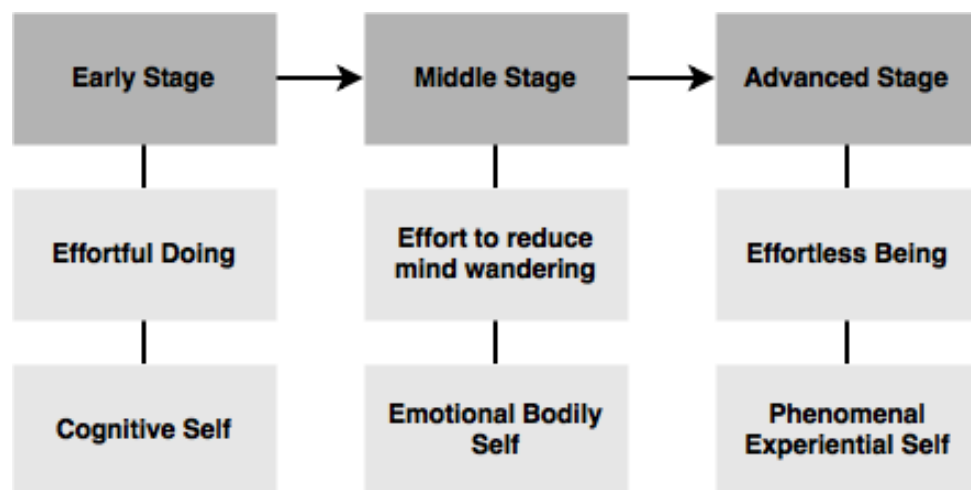 Early Stage
Middle Stage
Advanced Stage
Effortful Doing
Effort to reduce
mind wandering
Effortless Being
Cognitive Self
Emotional Bodily
Self
Phenomenal
Experiential Self